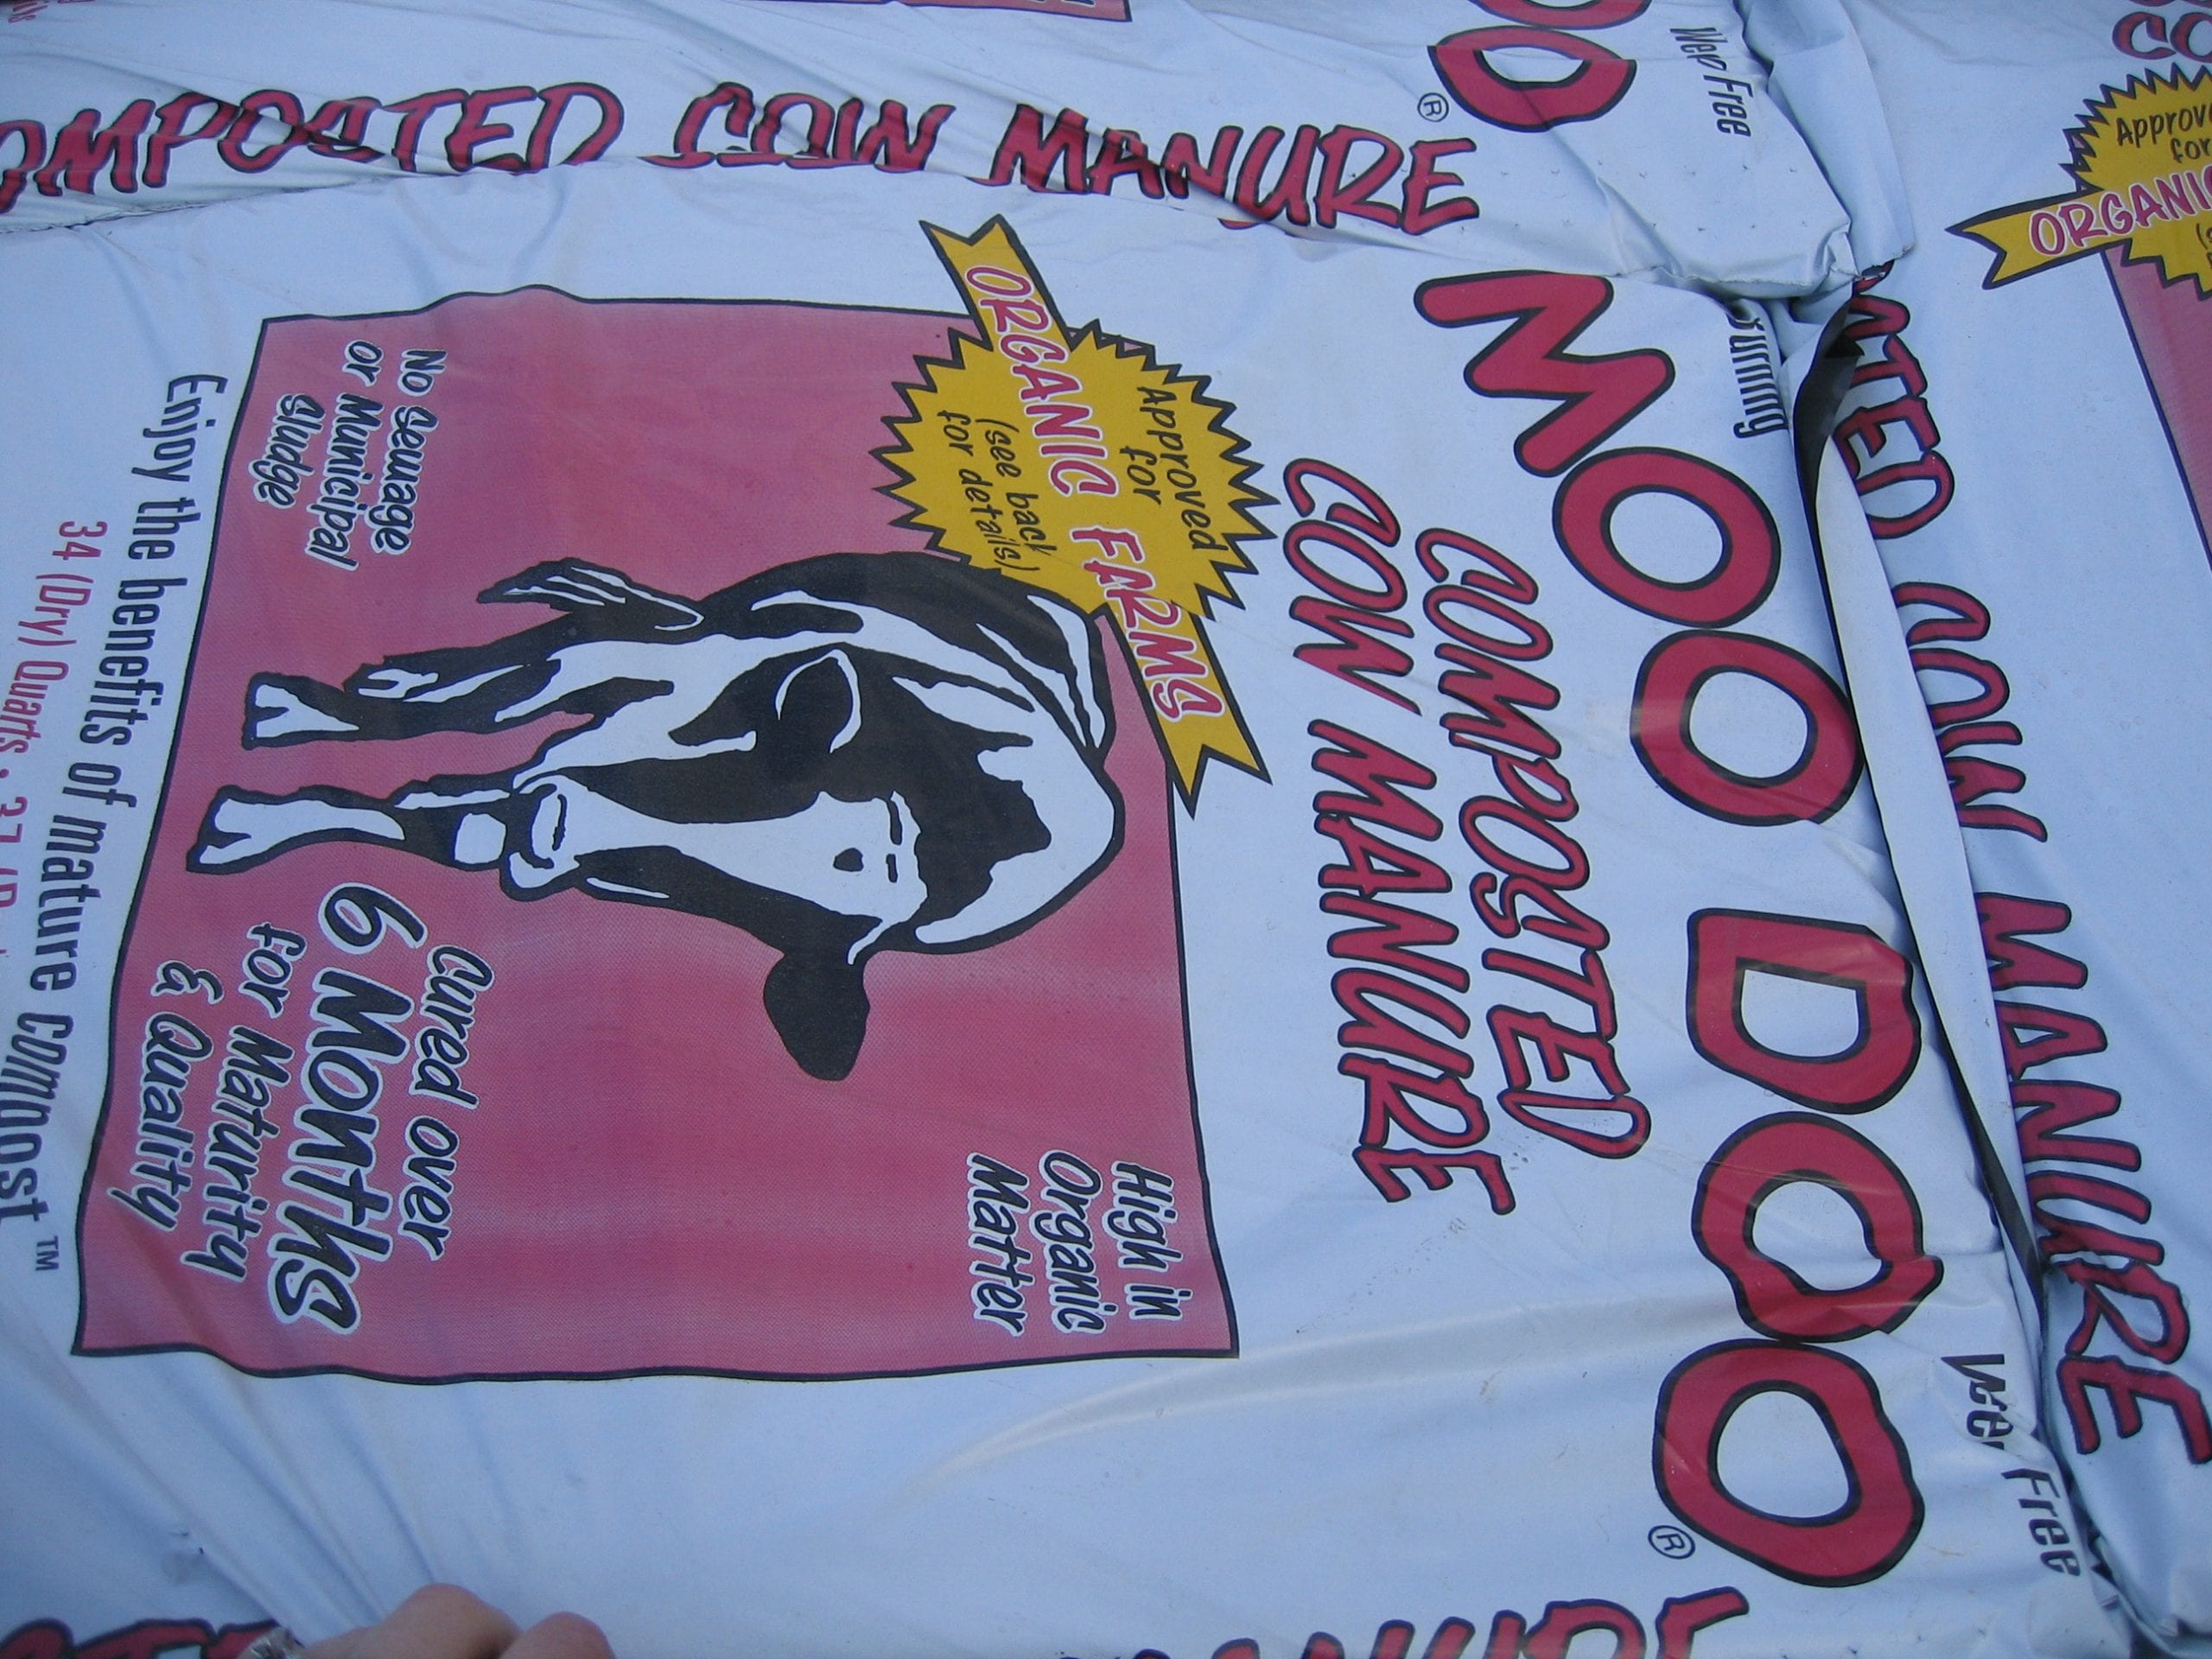 Burning
Weed Free
MOO DOO®
COMPOSTED
COW MANURE
Approved
for
ORGANIC FARMS
(see back
for details)
High in
Organic
Matter
No Sewage
or Municipal
Sludge
Cured over
6 Months
for Maturity
& Quality
Enjoy the benefits of mature compost™
34 (Dry) Quarts
OO®
Weed Free
COMPOSTED COW MANURE
COW MANURE
Approved
for
ORGANIC